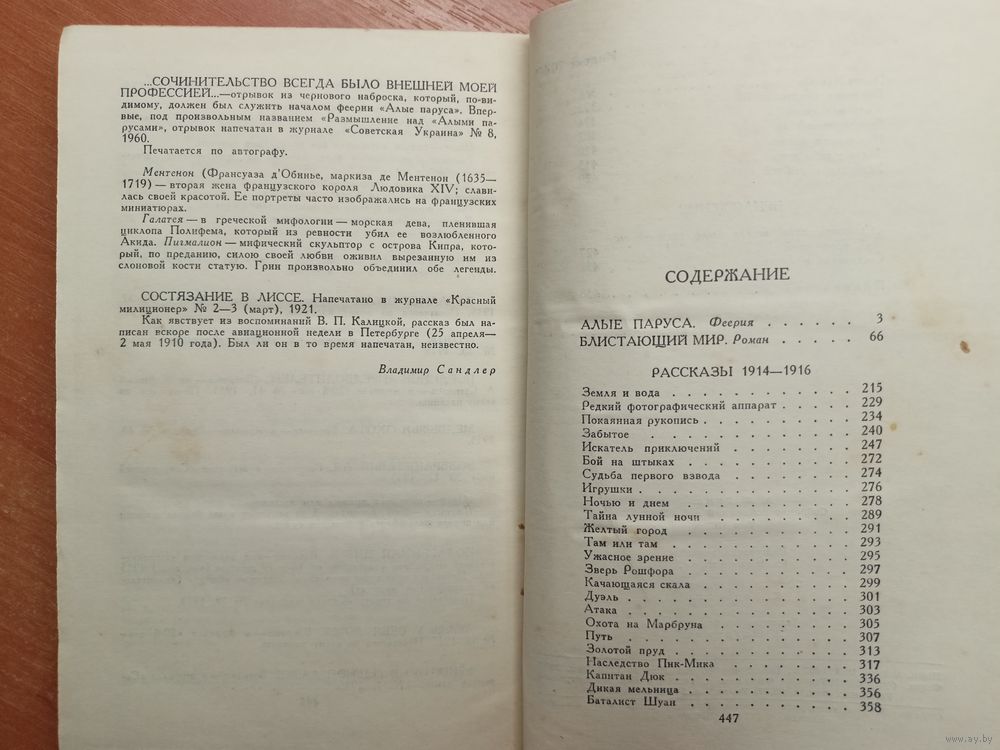 ...СОЧИНИТЕЛЬСТВО ВСЕГДА БЫЛО ВНЕШНЕЙ МОЕЙ
ПРОФЕССИЕЙ...—отрывок из чернового наброска, который, по-ви-
димому, должен был служить началом феерии «Алые паруса». Впер-
вые, под произвольным названием «Размышление над «Алыми па-
русами», отрывок напечатан в журнале «Советская Украина» № 8,
1960.
Печатается по автографу.
Ментенон (Франсуаза д'Обинье, маркиза де Ментенон (1635—
1719) — вторая жена французского короля Людовика XIV; слави-
лась своей красотой. Ее портреты часто изображались на французских
миниатюрах.
Галатея — в греческой мифологии — морская дева, пленившая
циклопа Полифема, который из ревности убил ее возлюбленного
Акида. Пигмалион — мифический скульптор с острова Кипра, кото-
рый, по преданию, силою своей любви оживил вырезанную им из
слоновой кости статую. Грин произвольно объединил обе легенды.
СОСТЯЗАНИЕ В ЛИССЕ. Напечатано в журнале «Красный
милиционер» № 2—3 (март), 1921.
Как явствует из воспоминаний В. П. Калицкой, рассказ был на-
писан вскоре после авиационной недели в Петербурге (25 апреля—
2 мая 1910 года). Был ли он в то время напечатан, неизвестно.
Владимир Сандлер
СОДЕРЖАНИЕ
АЛЫЕ ПАРУСА. Феерия . . . . . . 3
БЛИСТАЮЩИЙ МИР. Роман . . . . . 66
РАССКАЗЫ 1914—1916
Земля и вода . . . . . . . . . . 215
Редкий фотографический аппарат . . . . . 229
Покаянная рукопись . . . . . . . . 234
Забытое . . . . . . . . . . . 240
Искатель приключений . . . . . . . 247
Бой на штыках . . . . . . . . . 272
Судьба первого взвода . . . . . . . 274
Игрушки . . . . . . . . . . . 276
Ночью и днем . . . . . . . . . 278
Тайна лунной ночи . . . . . . . . 289
Желтый город . . . . . . . . . 291
Там или там . . . . . . . . . . 293
Ужасное зрение . . . . . . . . . 295
Зверь Рошфора . . . . . . . . . 297
Качающаяся скала . . . . . . . . 299
Дуэль . . . . . . . . . . . . 301
Атака . . . . . . . . . . . . 303
Охота на Марбруна . . . . . . . . 305
Путь . . . . . . . . . . . . 307
Золотой пруд . . . . . . . . . . 313
Наследство Пик-Мика . . . . . . . 317
Капитан Дюк . . . . . . . . . . 336
Дикая мельница . . . . . . . . . 356
Баталист Шуан . . . . . . . . . 358
447
www.ay.by